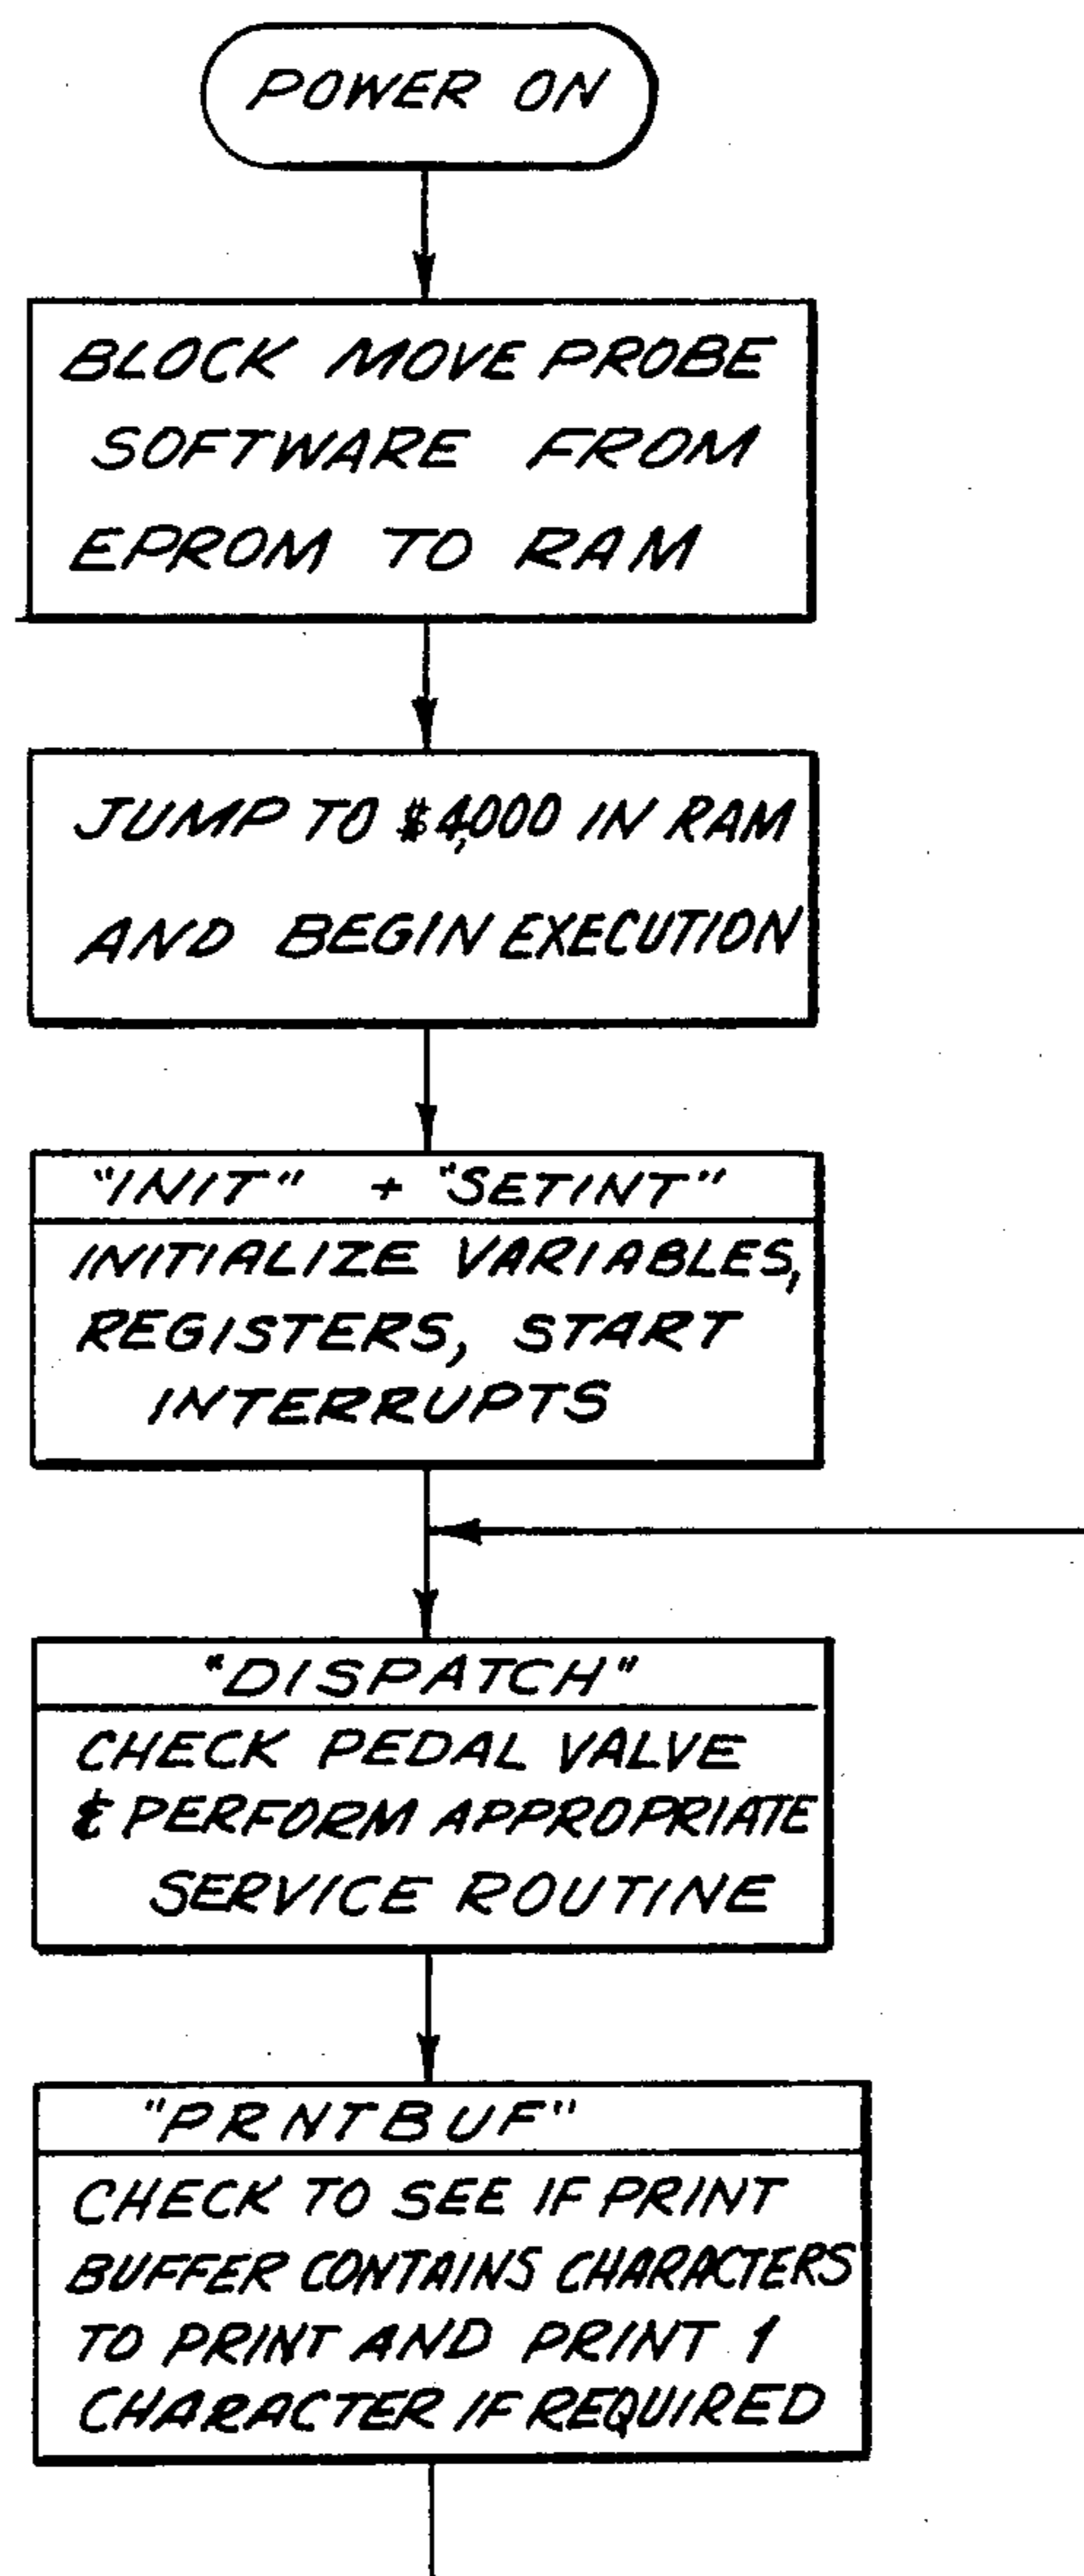 POWER ON
BLOCK MOVE PROBE
SOFTWARE FROM
EPROM TO RAM
JUMP TO $4,000 IN RAM
AND BEGIN EXECUTION
"INIT" + "SETINT"
INITIALIZE VARIABLES,
REGISTERS, START
INTERRUPTS
"DISPATCH"
CHECK PEDAL VALVE
& PERFORM APPROPRIATE
SERVICE ROUTINE
"PRNTBUF"
CHECK TO SEE IF PRINT
BUFFER CONTAINS CHARACTERS
TO PRINT AND PRINT 1
CHARACTER IF REQUIRED